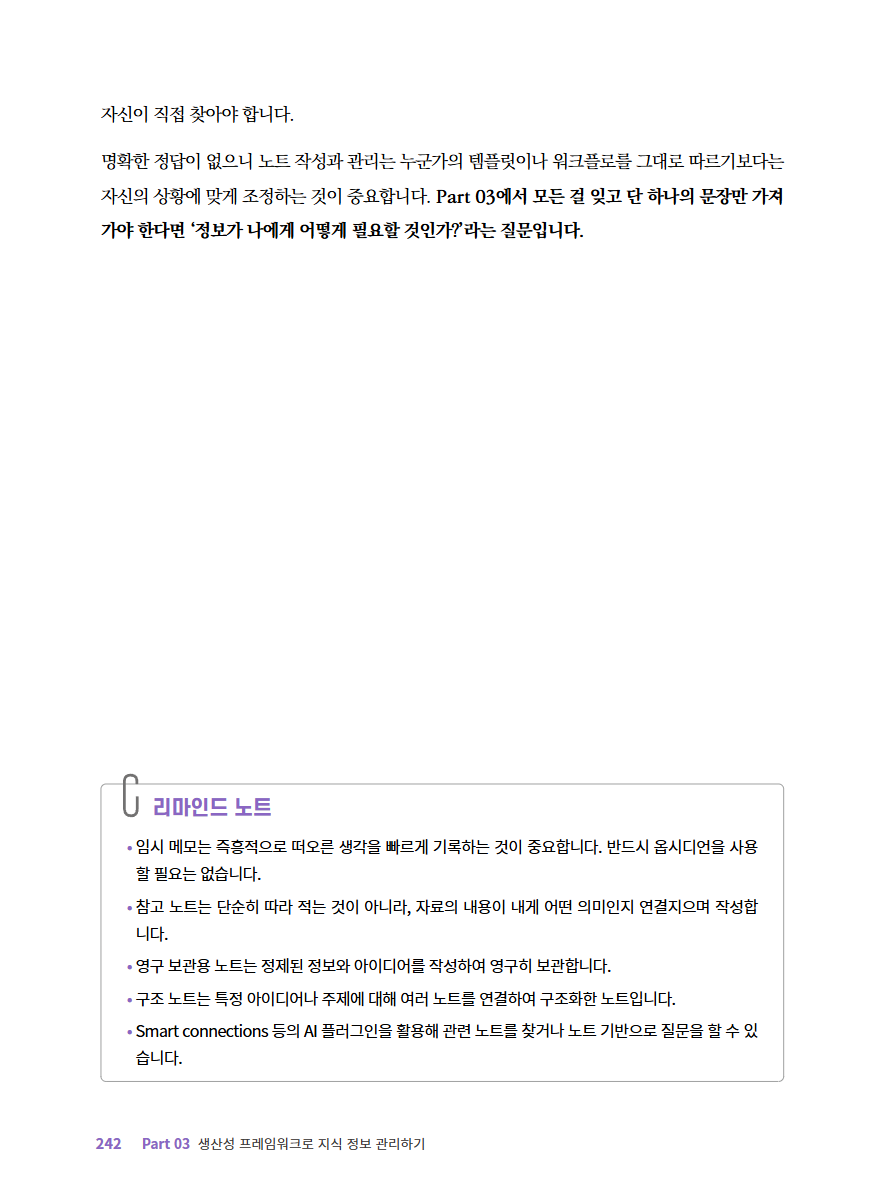 자신이 직접 찾아야 합니다.
명확한 정답이 없으니 노트 작성과 관리는 누군가의 템플릿이나 워크플로를 그대로 따르기보다는
자신의 상황에 맞게 조정하는 것이 중요합니다. Part 03에서 모든 걸 잊고 단 하나의 문장만 가져
가야 한다면 ‘정보가 나에게 어떻게 필요할 것인가?’라는 질문입니다.
리마인드 노트
• 임시 메모는 즉흥적으로 떠오른 생각을 빠르게 기록하는 것이 중요합니다. 반드시 옵시디언을 사용
할 필요는 없습니다.
• 참고 노트는 단순히 따라 적는 것이 아니라, 자료의 내용이 내게 어떤 의미인지 연결지으며 작성합
니다.
• 영구 보관용 노트는 정제된 정보와 아이디어를 작성하여 영구히 보관합니다.
• 구조 노트는 특정 아이디어나 주제에 대해 여러 노트를 연결하여 구조화한 노트입니다.
• Smart connections 등의 AI 플러그인을 활용해 관련 노트를 찾거나 노트 기반으로 질문을 할 수 있
습니다.
242 Part 03 생산성 프레임워크로 지식 정보 관리하기